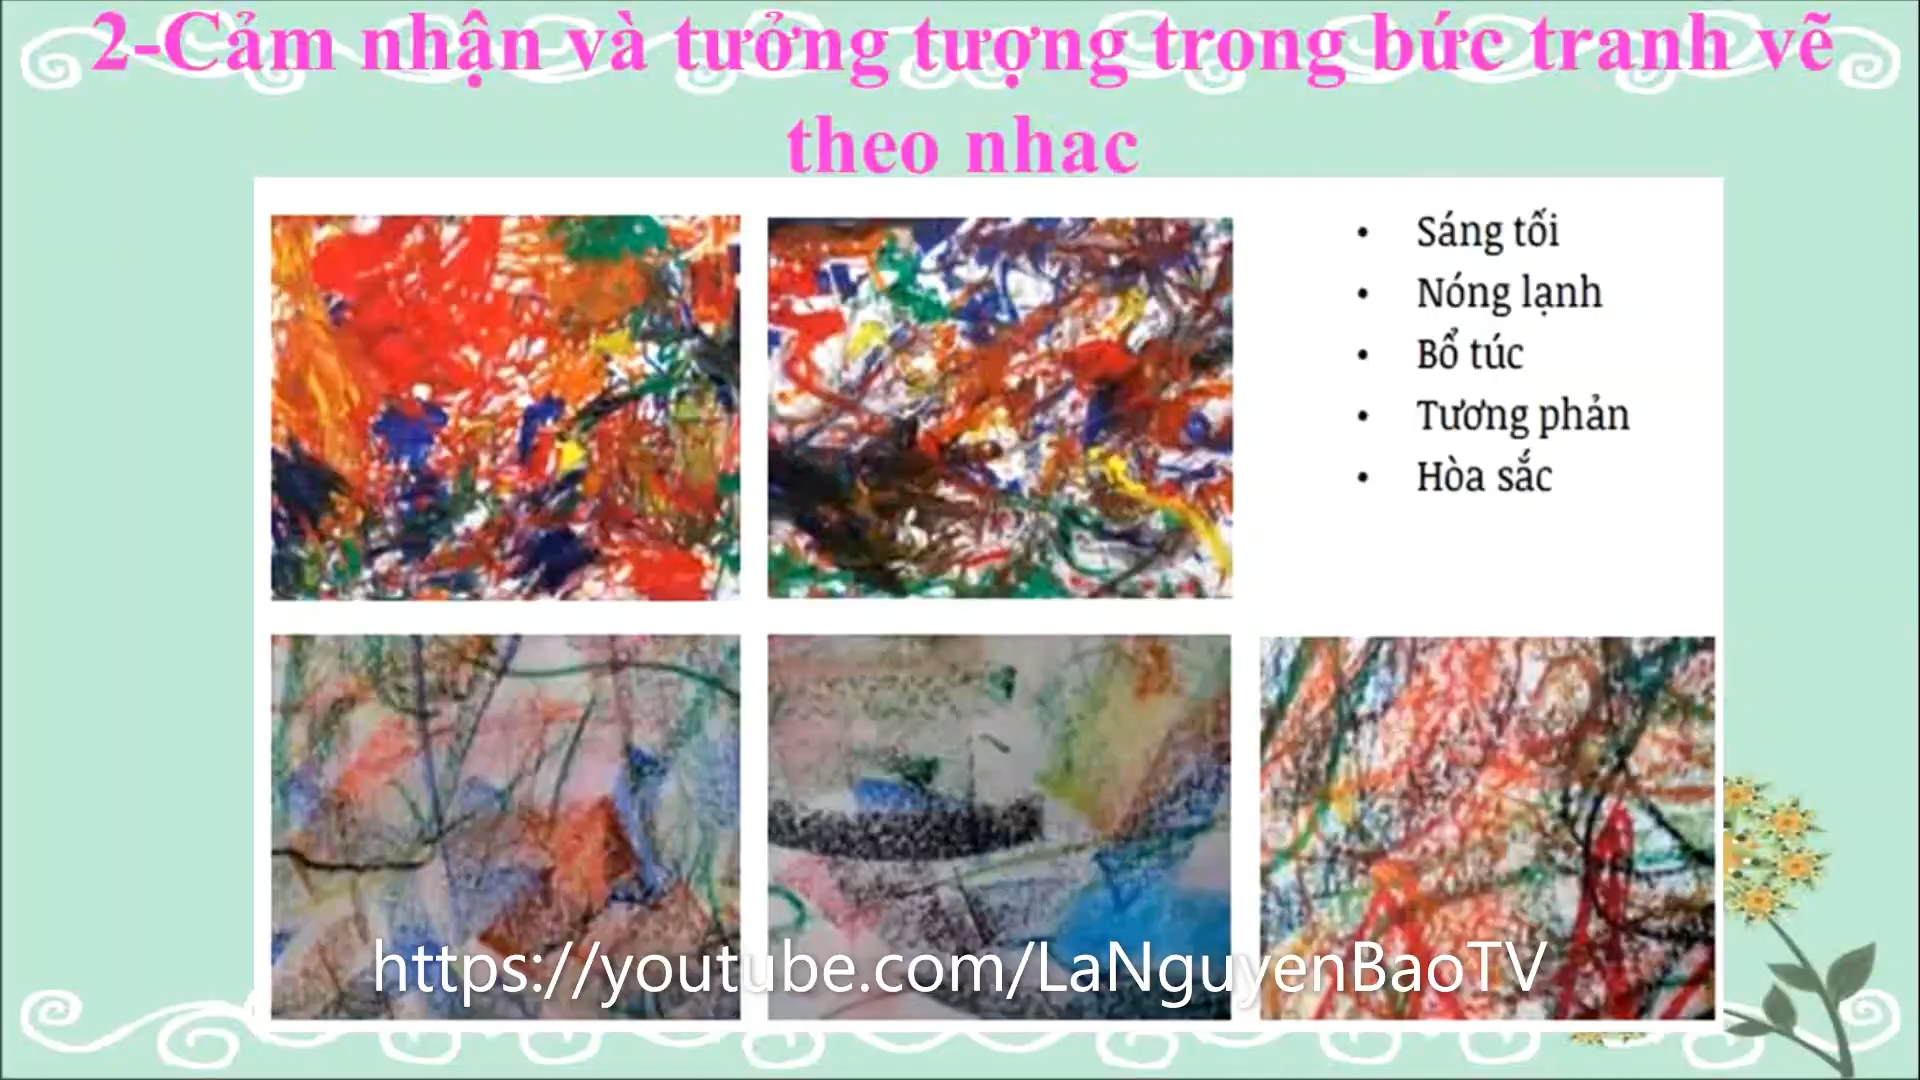 2-Cảm nhận và tưởng tượng trong bức tranh vẽ
theo nhac
• Sáng tối
• Nóng lạnh
• Bổ túc
• Tương phản
• Hòa sắc
https://youtube.com/LaNguyenBaoTV